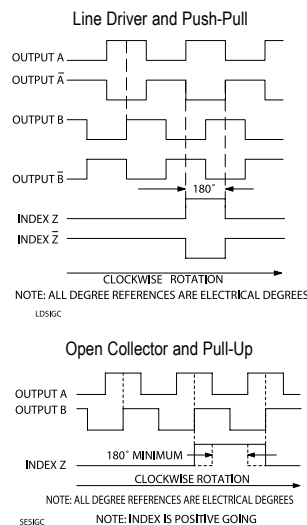 Line Driver and Push-Pull
OUTPUT A
OUTPUT A̅
OUTPUT B
OUTPUT B̅
180°
INDEX Z
INDEX Z̅
CLOCKWISE ROTATION
NOTE: ALL DEGREE REFERENCES ARE ELECTRICAL DEGREES
LDSIGC
Open Collector and Pull-Up
OUTPUT A
OUTPUT B
180° MINIMUM
INDEX Z
CLOCKWISE ROTATION
NOTE: ALL DEGREE REFERENCES ARE ELECTRICAL DEGREES
SESIGC NOTE: INDEX IS POSITIVE GOING